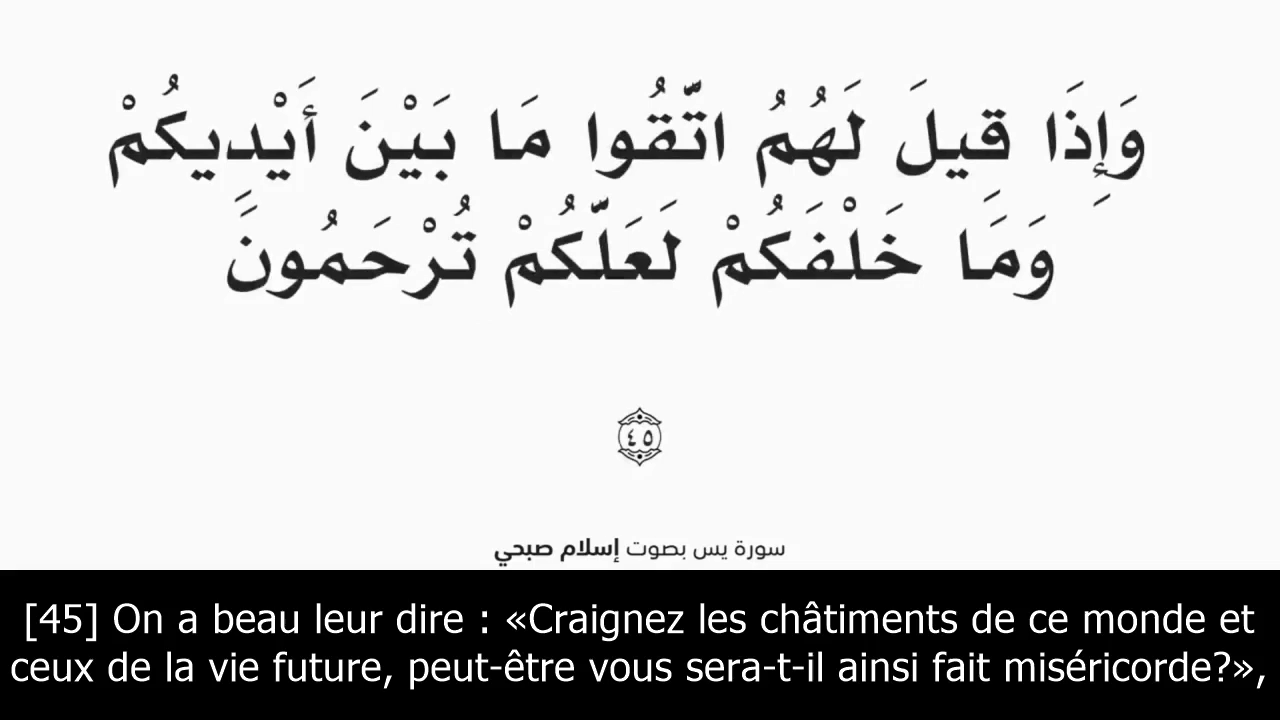 وَإِذَا قِيلَ لَهُمُ اتَّقُوا مَا بَيْنَ أَيْدِيكُمْ
وَمَا خَلْفَكُمْ لَعَلَّكُمْ تُرْحَمُونَ
٤٥
سورة يس بصوت إسلام صبحي
[45] On a beau leur dire : «Craignez les châtiments de ce monde et
ceux de la vie future, peut-être vous sera-t-il ainsi fait miséricorde?»,